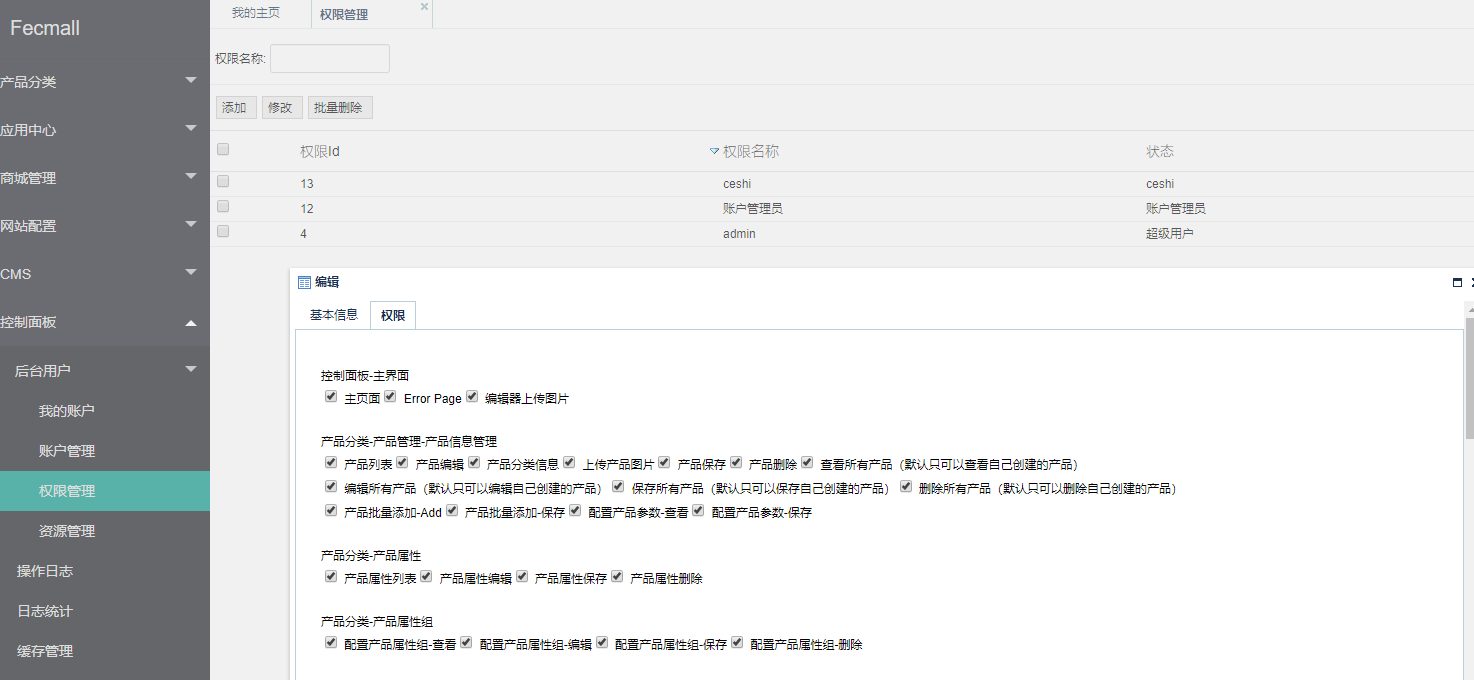 Fecmall
产品分类
应用中心
商城管理
网站配置
CMS
控制面板
后台用户
我的账户
账户管理
权限管理
资源管理
操作日志
日志统计
缓存管理
我的主页 权限管理
权限名称:
添加 修改 批量删除
权限Id 权限名称 状态
13 ceshi ceshi
12 账户管理员 账户管理员
4 admin 超级用户
编辑
基本信息 权限
控制面板-主界面
主页面 Error Page 编辑器上传图片
产品分类-产品管理-产品信息管理
产品列表 产品编辑 产品分类信息 上传产品图片 产品保存 产品删除 查看所有产品（默认只可以查看自己创建的产品）
编辑所有产品（默认只可以编辑自己创建的产品） 保存所有产品（默认只可以保存自己创建的产品） 删除所有产品（默认只可以删除自己创建的产品）
产品批量添加-Add 产品批量添加-保存 配置产品参数-查看 配置产品参数-保存
产品分类-产品属性
产品属性列表 产品属性编辑 产品属性保存 产品属性删除
产品分类-产品属性组
配置产品属性组-查看 配置产品属性组-编辑 配置产品属性组-保存 配置产品属性组-删除